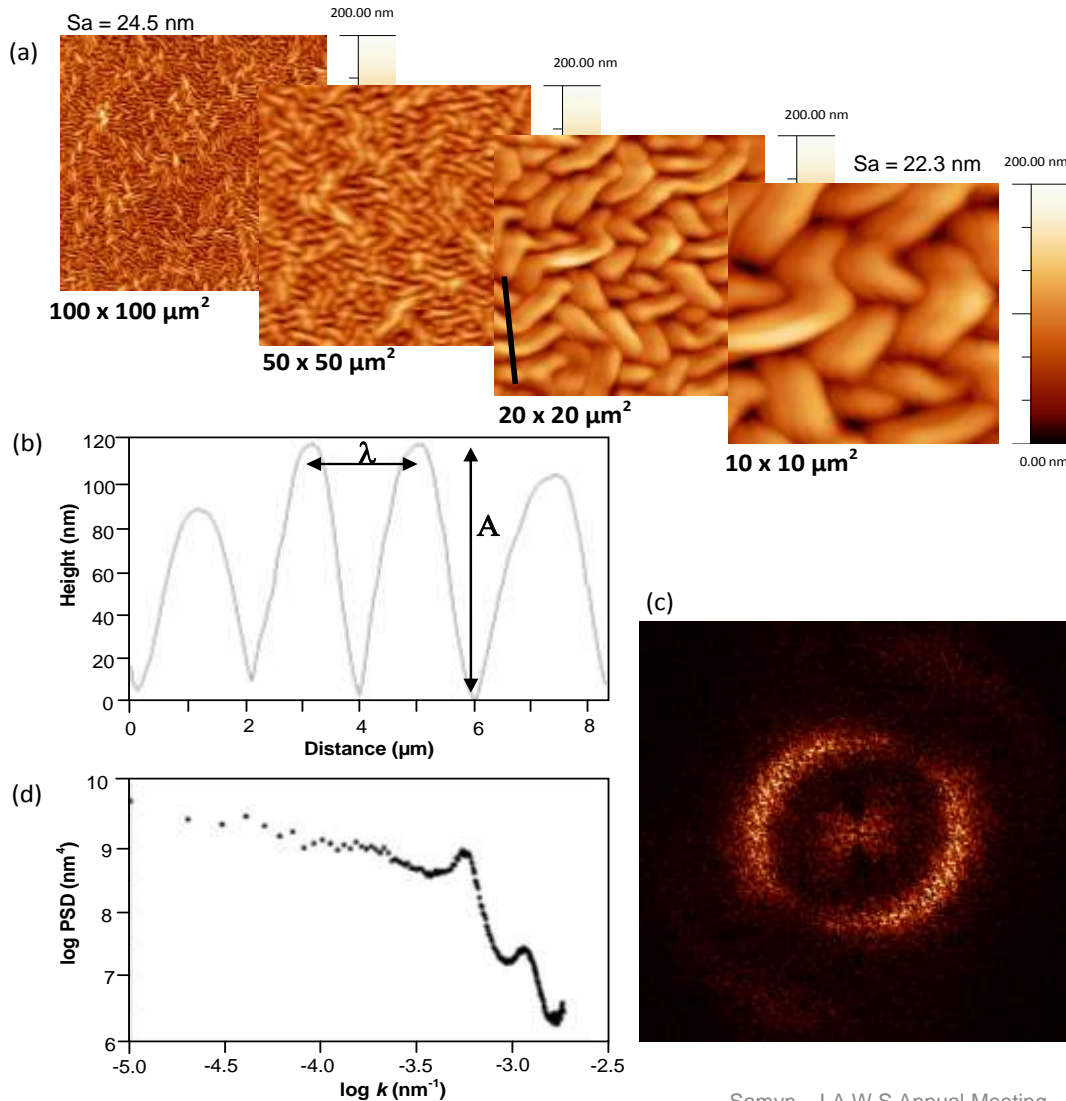 Sa = 24.5 nm
200.00 nm
(a)
200.00 nm
200.00 nm
Sa = 22.3 nm
200.00 nm
100 x 100 µm²
50 x 50 µm²
20 x 20 µm²
10 x 10 µm²
0.00 nm
(b)
120
100
80
60
40
20
0
Height (nm)
λ
A
0 2 4 6 8
Distance (µm)
(c)
(d)
10
9
8
7
6
log PSD (nm⁴)
-5.0 -4.5 -4.0 -3.5 -3.0 -2.5
log k (nm⁻¹)